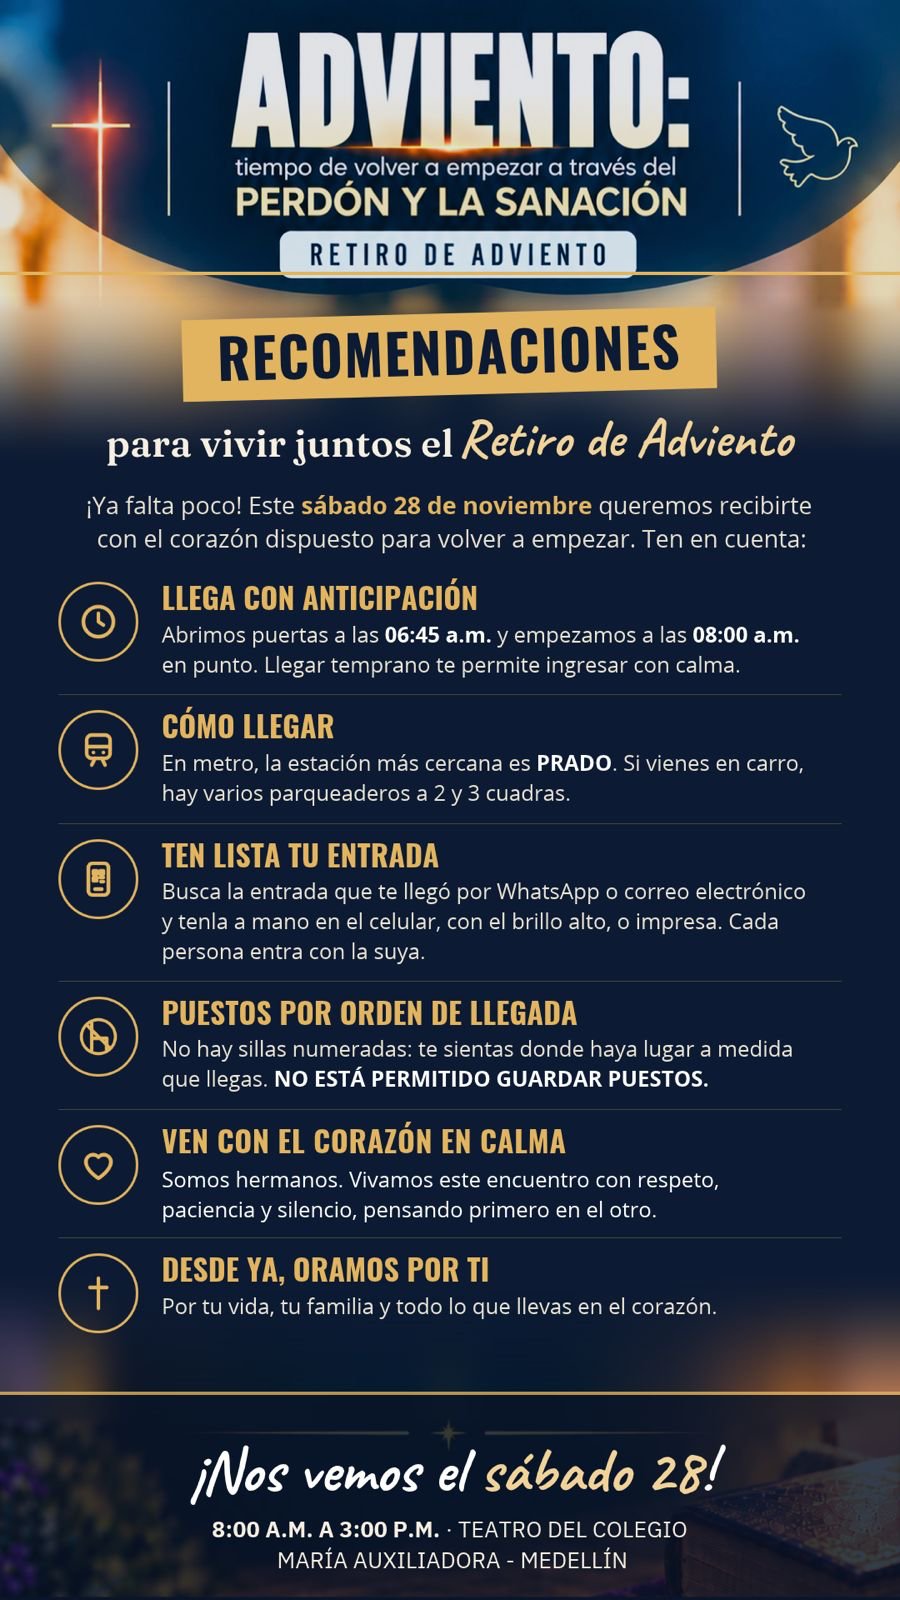 ADVIENTO:
tiempo de volver a empezar a través del
PERDÓN Y LA SANACIÓN
RETIRO DE ADVIENTO
RECOMENDACIONES
para vivir juntos el Retiro de Adviento
¡Ya falta poco! Este sábado 28 de noviembre queremos recibirte
con el corazón dispuesto para volver a empezar. Ten en cuenta:
LLEGA CON ANTICIPACIÓN
Abrimos puertas a las 06:45 a.m. y empezamos a las 08:00 a.m.
en punto. Llegar temprano te permite ingresar con calma.
CÓMO LLEGAR
En metro, la estación más cercana es PRADO. Si vienes en carro,
hay varios parqueaderos a 2 y 3 cuadras.
TEN LISTA TU ENTRADA
Busca la entrada que te llegó por WhatsApp o correo electrónico
y tenla a mano en el celular, con el brillo alto, o impresa. Cada
persona entra con la suya.
PUESTOS POR ORDEN DE LLEGADA
No hay sillas numeradas: te sientas donde haya lugar a medida
que llegas. NO ESTÁ PERMITIDO GUARDAR PUESTOS.
VEN CON EL CORAZÓN EN CALMA
Somos hermanos. Vivamos este encuentro con respeto,
paciencia y silencio, pensando primero en el otro.
DESDE YA, ORAMOS POR TI
Por tu vida, tu familia y todo lo que llevas en el corazón.
¡Nos vemos el sábado 28!
8:00 A.M. A 3:00 P.M. · TEATRO DEL COLEGIO
MARÍA AUXILIADORA - MEDELLÍN